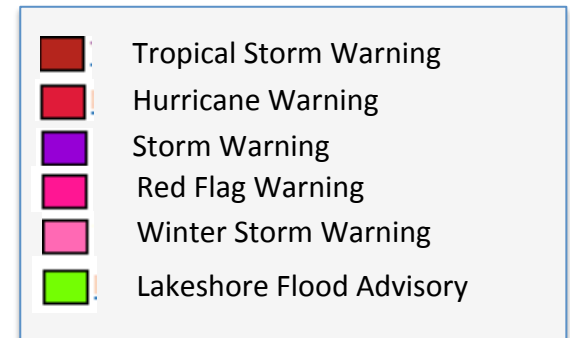 Tropical Storm Warning
Hurricane Warning
Storm Warning
Red Flag Warning
Winter Storm Warning
Lakeshore Flood Advisory